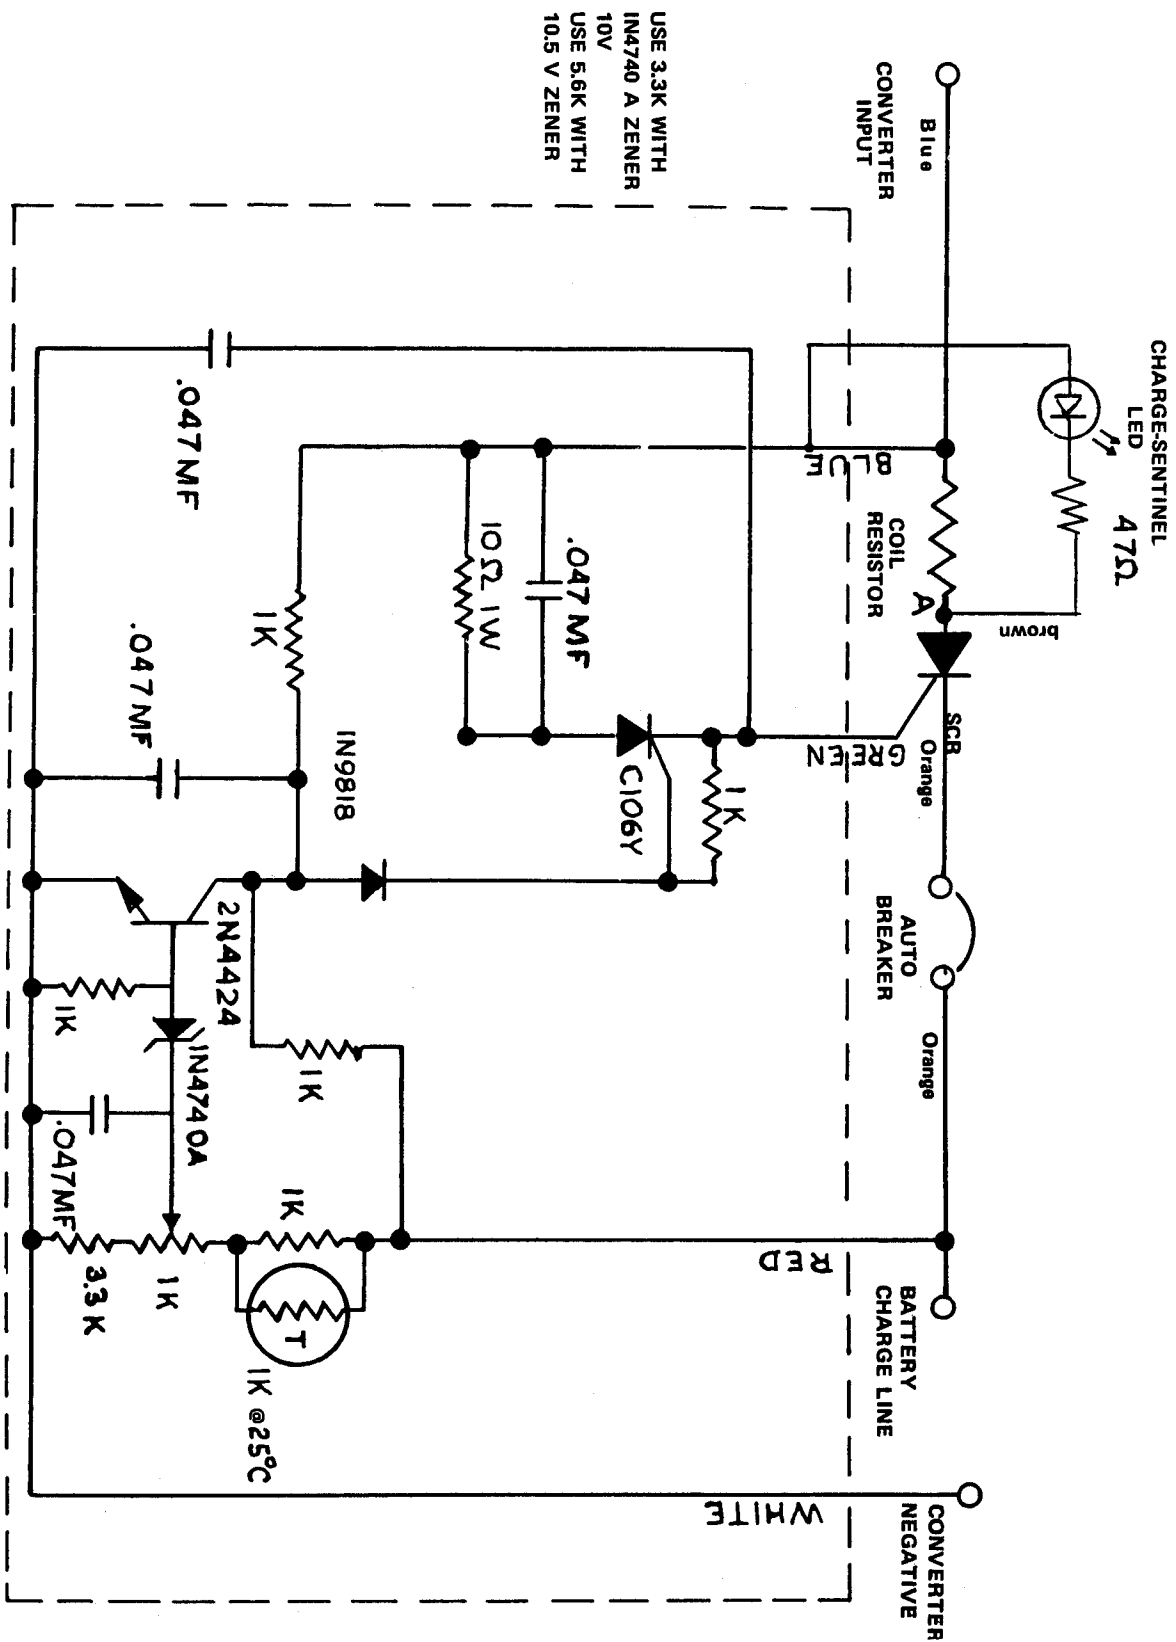 CHARGE-SENTINEL
LED
47Ω
Blue
CONVERTER
INPUT
COIL
RESISTOR
A
brown
SCR
Orange
AUTO
BREAKER
Orange
BATTERY
CHARGE LINE
CONVERTER
NEGATIVE
BLUE
GREEN
RED
WHITE
USE 3.3K WITH
IN4740 A ZENER
10V
USE 5.6K WITH
10.5 V ZENER
.047 MF
10Ω 1W
C106Y
1K
.047 MF
1K
.047 MF
1N9818
2N4424
1K
1K
1N4740A
.047MF
1K
T
1K @25°C
1K
3.3K